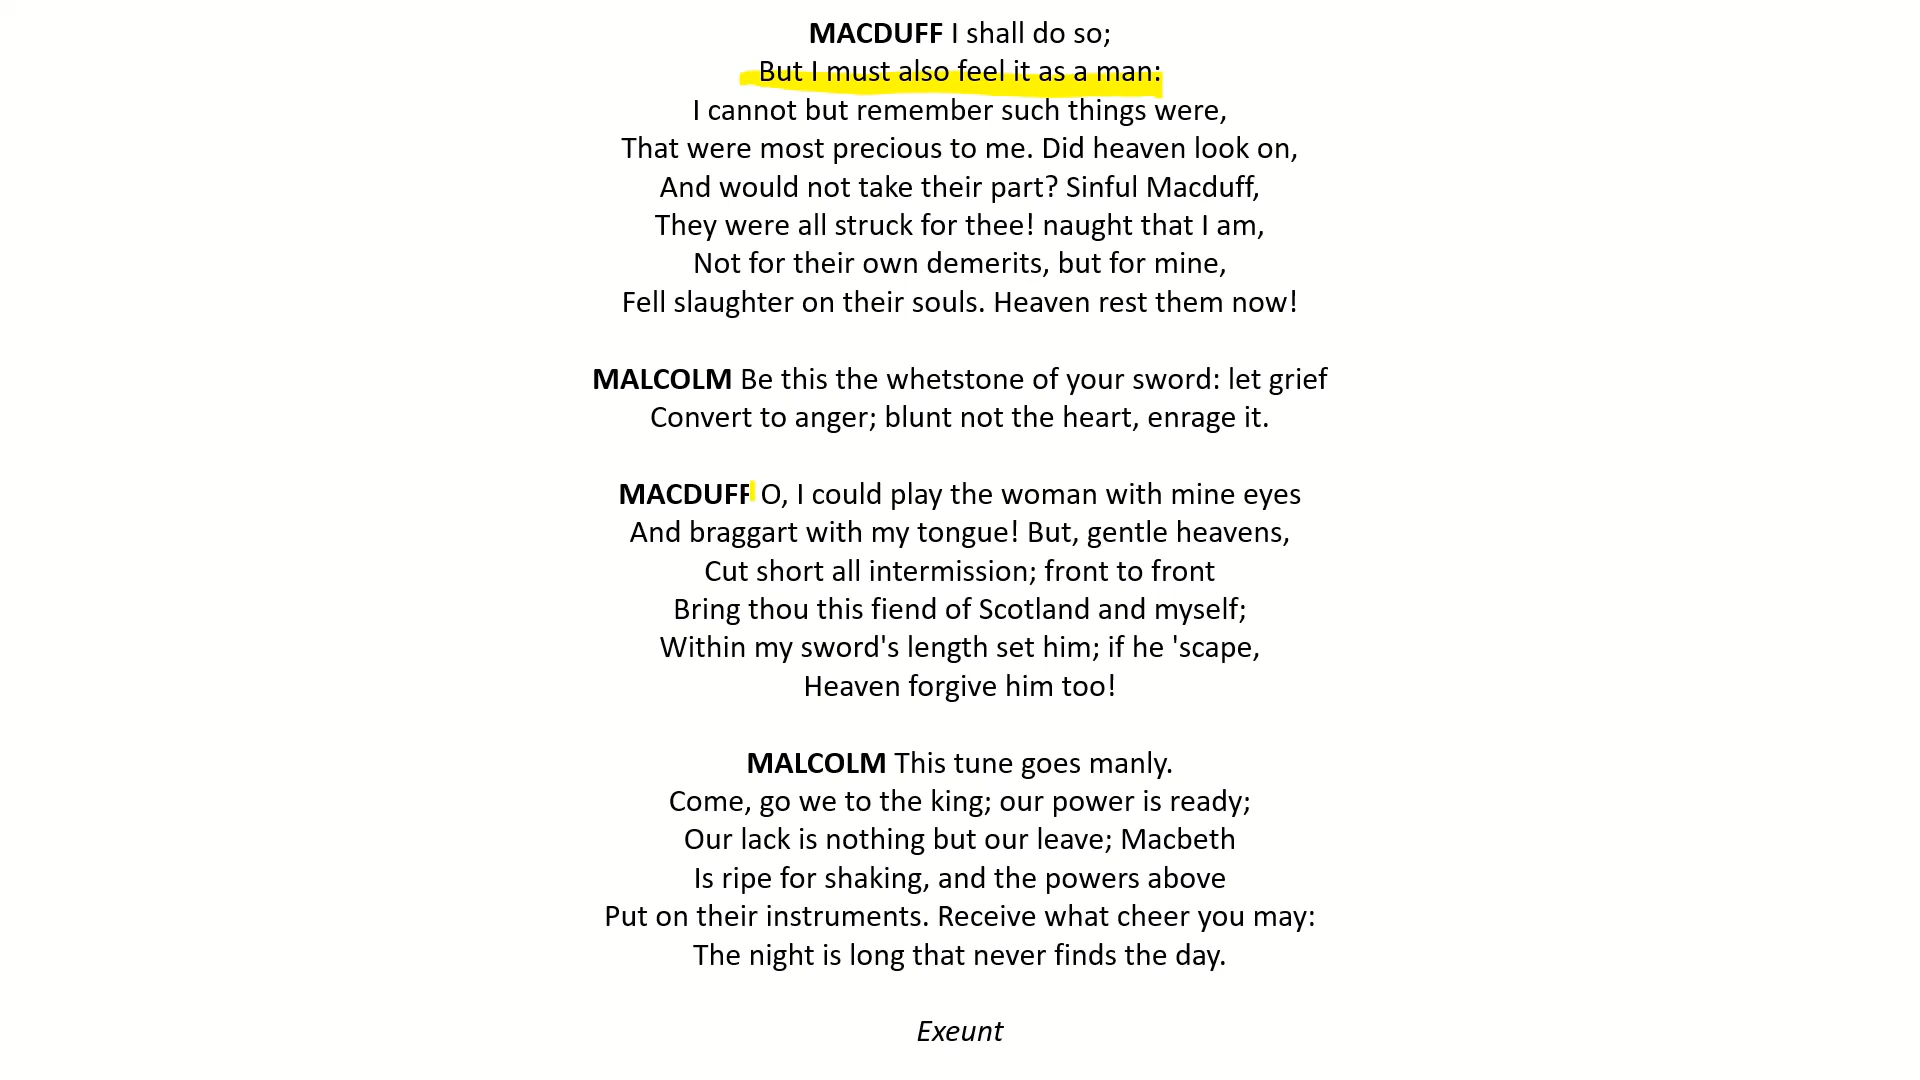 MACDUFF I shall do so;
But I must also feel it as a man:
I cannot but remember such things were,
That were most precious to me. Did heaven look on,
And would not take their part? Sinful Macduff,
They were all struck for thee! naught that I am,
Not for their own demerits, but for mine,
Fell slaughter on their souls. Heaven rest them now!
MALCOLM Be this the whetstone of your sword: let grief
Convert to anger; blunt not the heart, enrage it.
MACDUFF O, I could play the woman with mine eyes
And braggart with my tongue! But, gentle heavens,
Cut short all intermission; front to front
Bring thou this fiend of Scotland and myself;
Within my sword's length set him; if he 'scape,
Heaven forgive him too!
MALCOLM This tune goes manly.
Come, go we to the king; our power is ready;
Our lack is nothing but our leave; Macbeth
Is ripe for shaking, and the powers above
Put on their instruments. Receive what cheer you may:
The night is long that never finds the day.
Exeunt